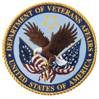 DEPARTMENT OF VETERANS AFFAIRS
UNITED STATES OF AMERICA